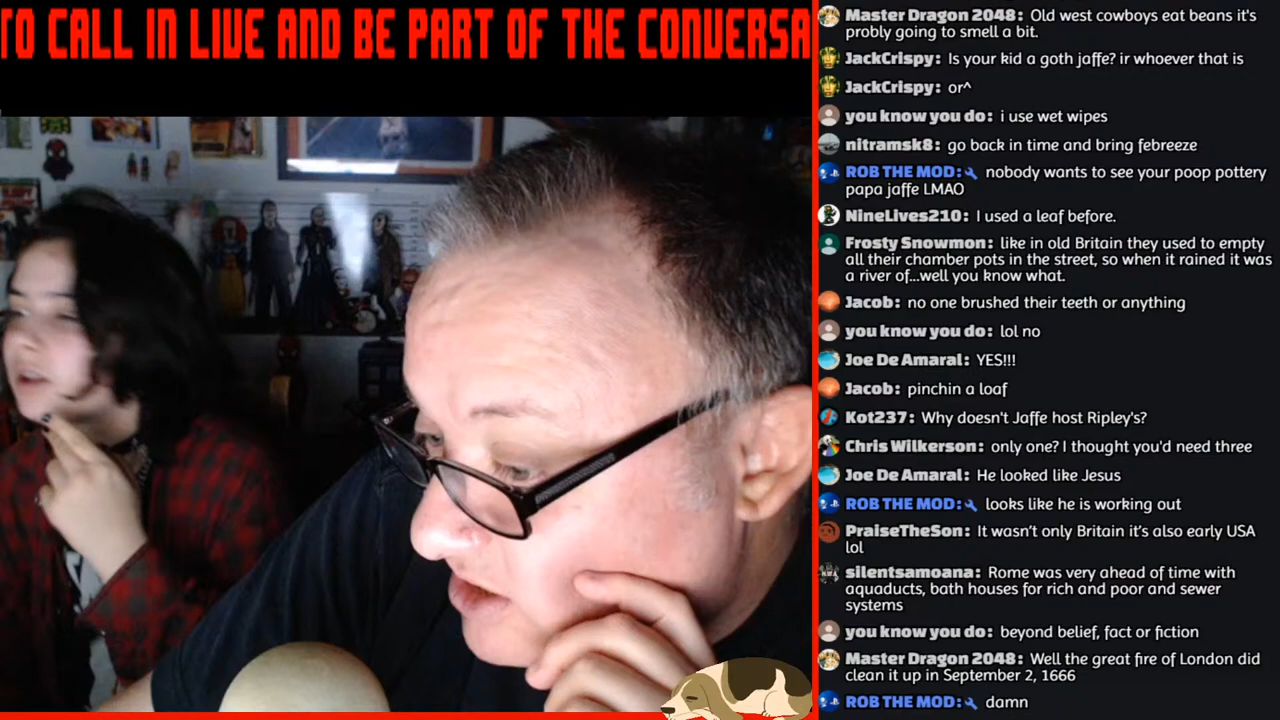 TO CALL IN LIVE AND BE PART OF THE CONVERSA
Master Dragon 2048: Old west cowboys eat beans it's
probly going to smell a bit.
JackCrispy: Is your kid a goth jaffe? ir whoever that is
JackCrispy: or^
you know you do: i use wet wipes
nitramsk8: go back in time and bring febreeze
ROB THE MOD: nobody wants to see your poop pottery
papa jaffe LMAO
NineLives210: I used a leaf before.
Frosty Snowmon: like in old Britain they used to empty
all their chamber pots in the street, so when it rained it was
a river of...well you know what.
Jacob: no one brushed their teeth or anything
you know you do: lol no
Joe De Amaral: YES!!!
Jacob: pinchin a loaf
Kot237: Why doesn't Jaffe host Ripley's?
Chris Wilkerson: only one? I thought you'd need three
Joe De Amaral: He looked like Jesus
ROB THE MOD: looks like he is working out
PraiseTheSon: It wasn't only Britain it's also early USA
lol
silentsamoana: Rome was very ahead of time with
aquaducts, bath houses for rich and poor and sewer
systems
you know you do: beyond belief, fact or fiction
Master Dragon 2048: Well the great fire of London did
clean it up in September 2, 1666
ROB THE MOD: damn